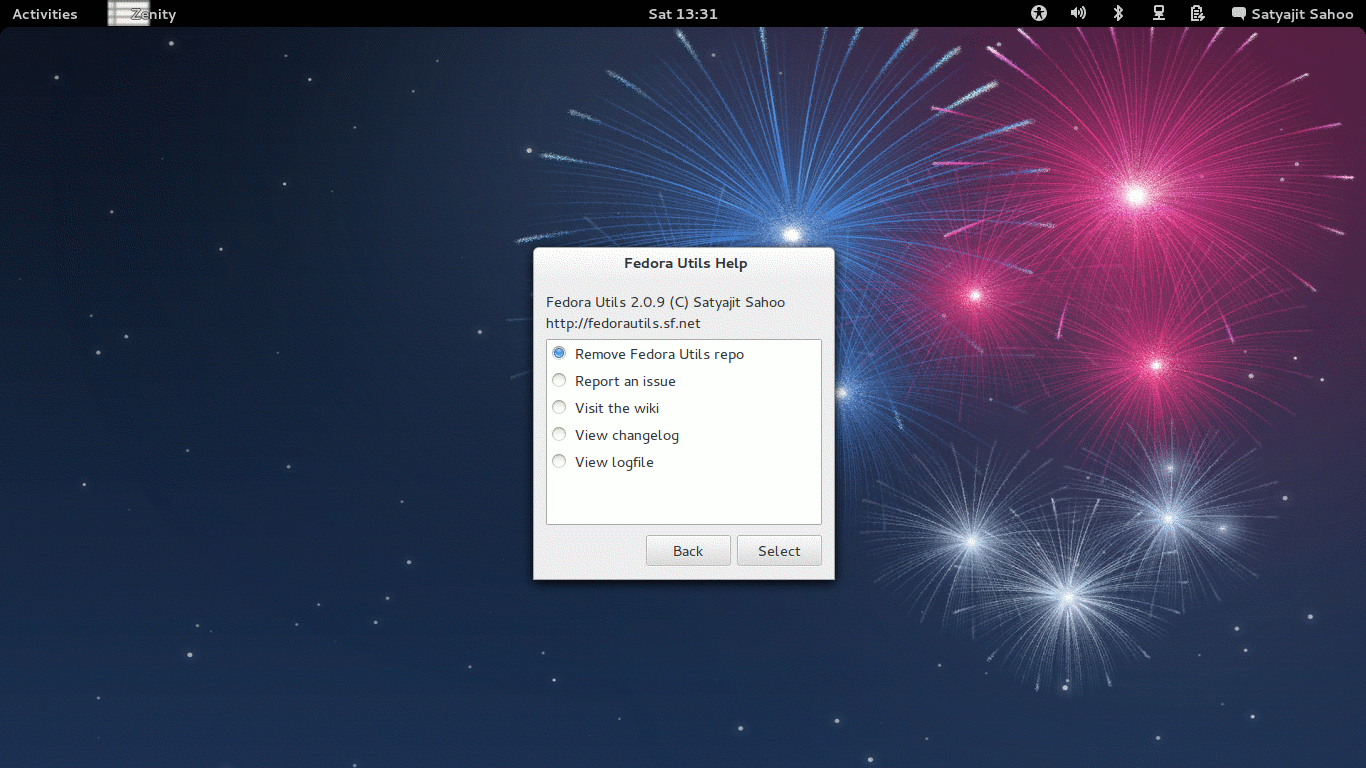 Activities Zenity Sat 13:31 Satyajit Sahoo
Fedora Utils Help
Fedora Utils 2.0.9 (C) Satyajit Sahoo
http://fedorautils.sf.net
Remove Fedora Utils repo
Report an issue
Visit the wiki
View changelog
View logfile
Back Select